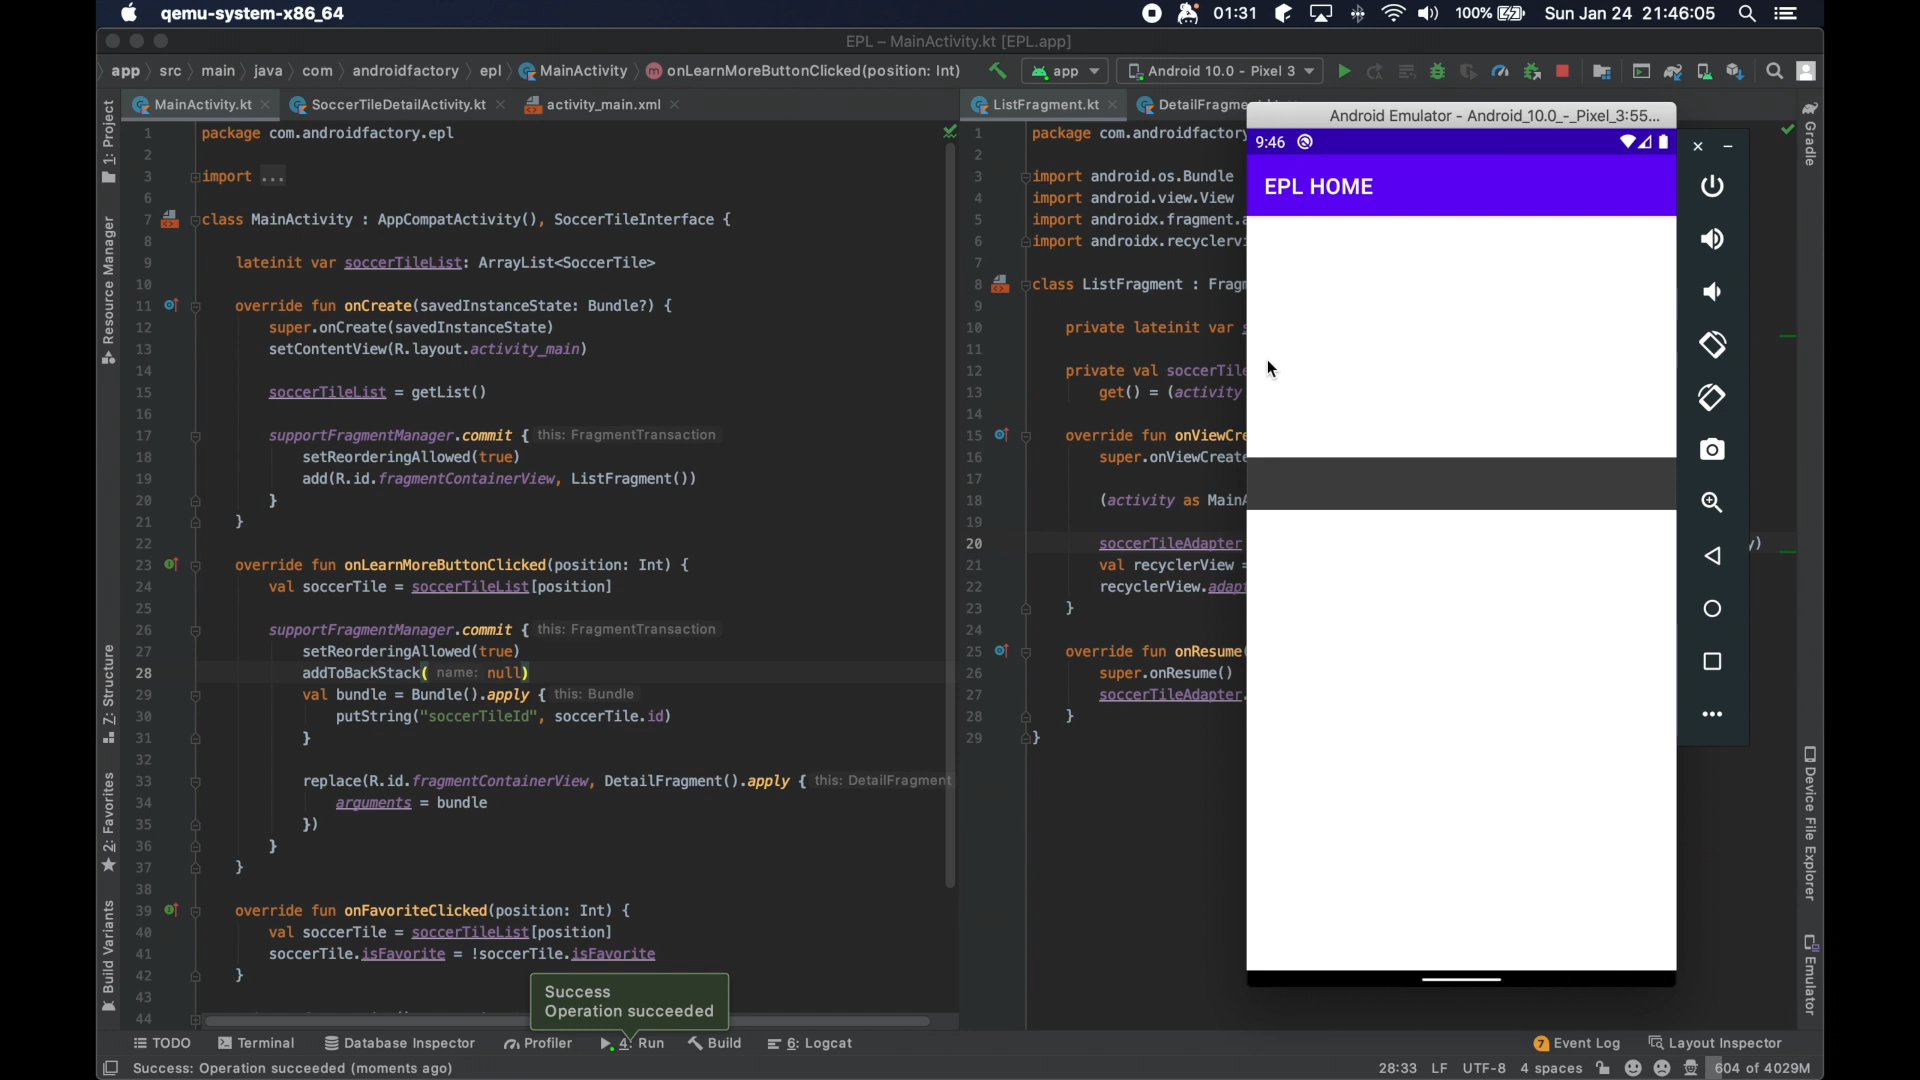 qemu-system-x86_64
01:31
100%
Sun Jan 24 21:46:05
EPL – MainActivity.kt [EPL.app]
app
src
main
java
com
androidfactory
epl
MainActivity
onLearnMoreButtonClicked(position: Int)
app
Android 10.0 - Pixel 3
MainActivity.kt
SoccerTileDetailActivity.kt
activity_main.xml
ListFragment.kt
1: Project
Resource Manager
Z: Structure
2: Favorites
Build Variants
1 package com.androidfactory.epl
2
3 import ...
6
7 class MainActivity : AppCompatActivity(), SoccerTileInterface {
8
9 lateinit var soccerTileList: ArrayList<SoccerTile>
10
11 override fun onCreate(savedInstanceState: Bundle?) {
12 super.onCreate(savedInstanceState)
13 setContentView(R.layout.activity_main)
14
15 soccerTileList = getList()
16
17 supportFragmentManager.commit { this: FragmentTransaction
18 setReorderingAllowed(true)
19 add(R.id.fragmentContainerView, ListFragment())
20 }
21 }
22
23 override fun onLearnMoreButtonClicked(position: Int) {
24 val soccerTile = soccerTileList[position]
25
26 supportFragmentManager.commit { this: FragmentTransaction
27 setReorderingAllowed(true)
28 addToBackStack( name: null)
29 val bundle = Bundle().apply { this: Bundle
30 putString("soccerTileId", soccerTile.id)
31 }
32
33 replace(R.id.fragmentContainerView, DetailFragment().apply { this: DetailFragment
34 arguments = bundle
35 })
36 }
37 }
38
39 override fun onFavoriteClicked(position: Int) {
40 val soccerTile = soccerTileList[position]
41 soccerTile.isFavorite = !soccerTile.isFavorite
42 }
43
44
Success
Operation succeeded
1 package com.androidfactory
2
3 import android.os.Bundle
4 import android.view.View
5 import androidx.fragment.a
6 import androidx.recyclervi
7
8 class ListFragment : Fragm
9
10 private lateinit var s
11
12 private val soccerTile
13 get() = (activity
14
15 override fun onViewCre
16 super.onViewCreate
17
18 (activity as MainA
19
20 soccerTileAdapter y)
21 val recyclerView =
22 recyclerView.adapt
23 }
24
25 override fun onResume(
26 super.onResume()
27 soccerTileAdapter.
28 }
29 }
Android Emulator - Android_10.0_-_Pixel_3:55...
9:46
EPL HOME
Gradle
Device File Explorer
Emulator
TODO
Terminal
Database Inspector
Profiler
4: Run
Build
6: Logcat
7 Event Log
Layout Inspector
Success: Operation succeeded (moments ago)
28:33
LF
UTF-8
4 spaces
604 of 4029M